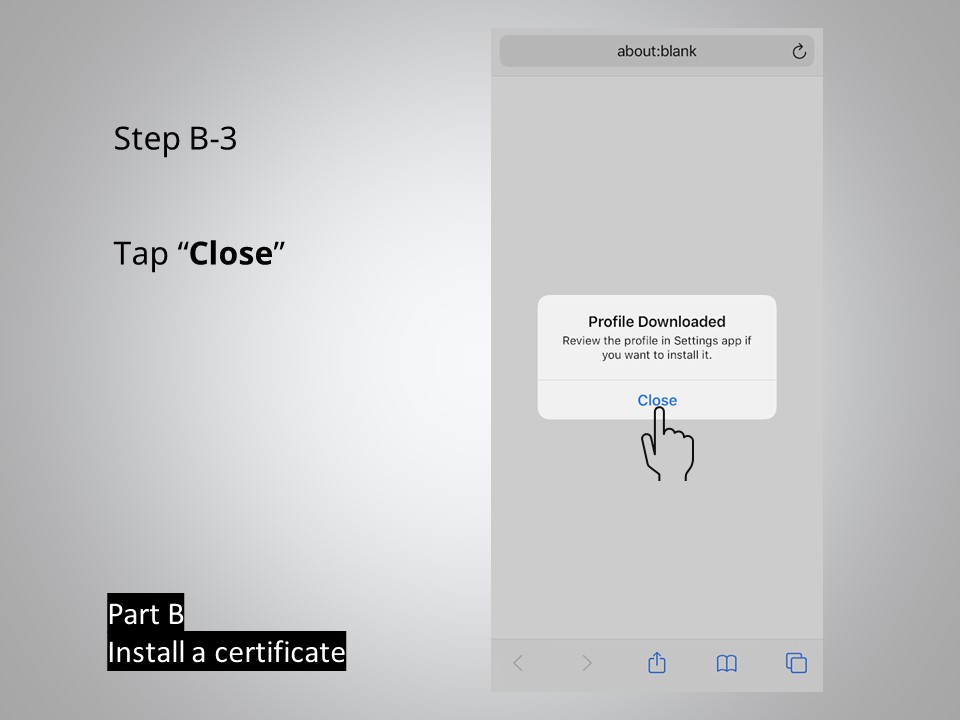 Step B-3
Tap “Close”
Part B
Install a certificate
about:blank
Profile Downloaded
Review the profile in Settings app if
you want to install it.
Close